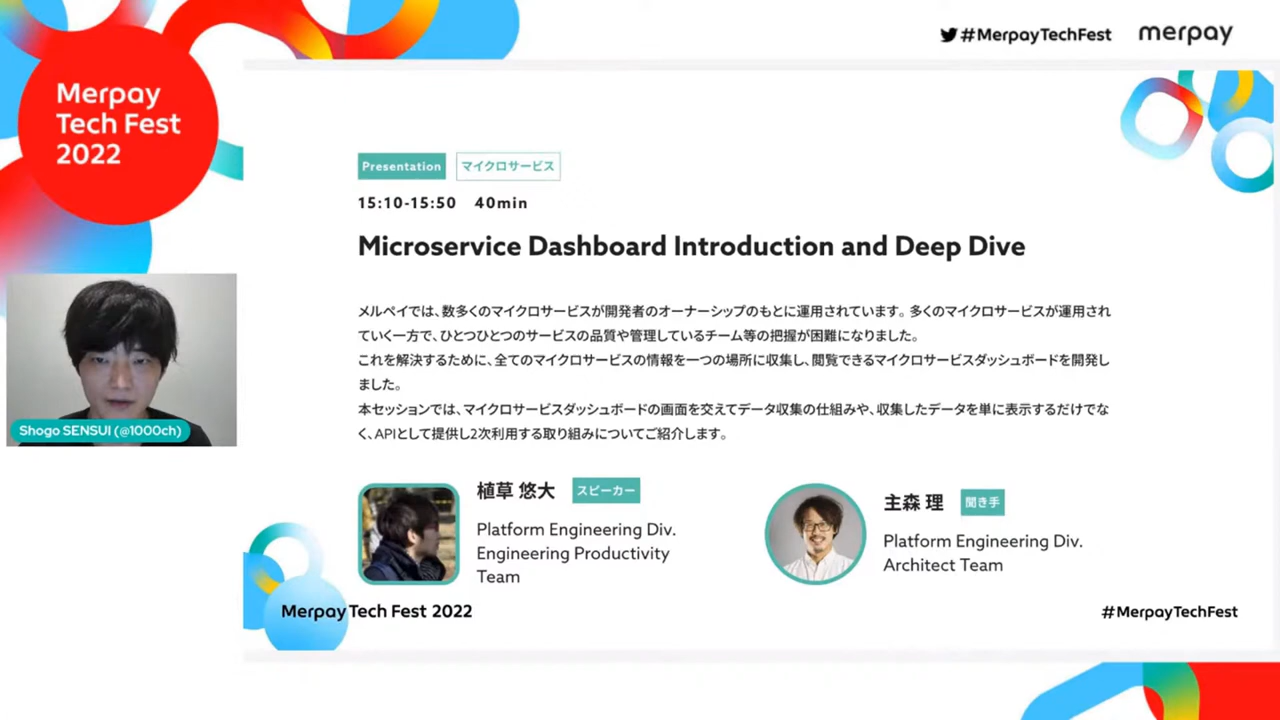 #MerpayTechFest
merpay
Merpay
Tech Fest
2022
Presentation
マイクロサービス
15:10-15:50 40min
Microservice Dashboard Introduction and Deep Dive
メルペイでは、数多くのマイクロサービスが開発者のオーナーシップのもとに運用されています。多くのマイクロサービスが運用され
ていく一方で、ひとつひとつのサービスの品質や管理しているチーム等の把握が困難になりました。
これを解決するために、全てのマイクロサービスの情報を一つの場所に収集し、閲覧できるマイクロサービスダッシュボードを開発し
ました。
本セッションでは、マイクロサービスダッシュボードの画面を交えてデータ収集の仕組みや、収集したデータを単に表示するだけでな
く、APIとして提供し2次利用する取り組みについてご紹介します。
Shogo SENSUI (@1000ch)
植草 悠大
スピーカー
Platform Engineering Div.
Engineering Productivity
Team
主森 理
聞き手
Platform Engineering Div.
Architect Team
Merpay Tech Fest 2022
#MerpayTechFest